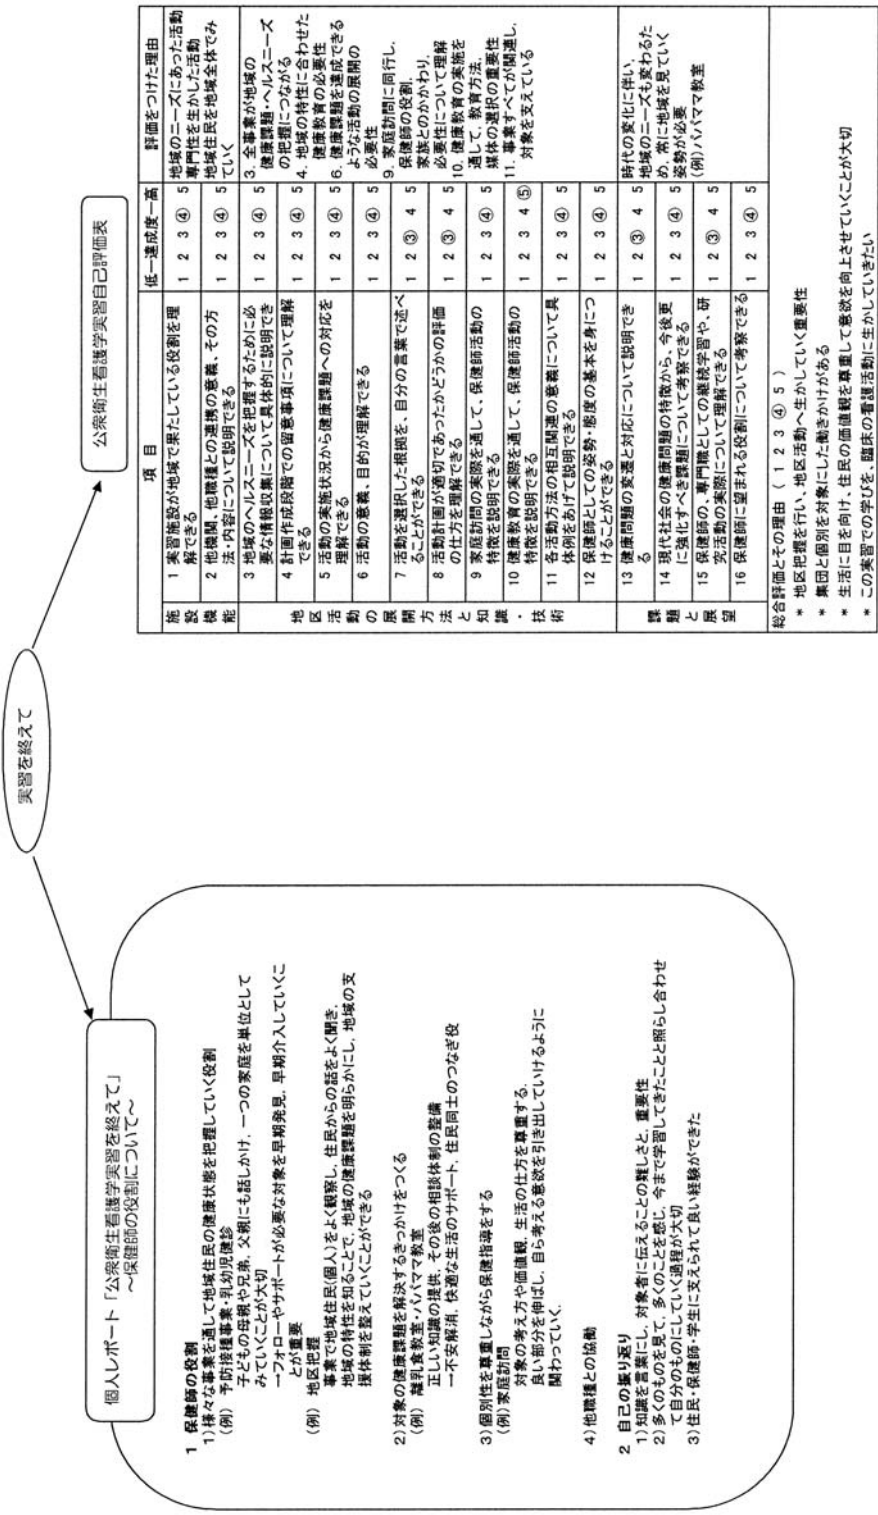 実習を終えて
個人レポート「公衆衛生看護学実習を終えて」
～保健師の役割について～
1 保健師の役割
1)様々な事業を通して地域住民の健康状態を把握していく役割
(例) 予防接種事業・乳幼児健診
子どもの母親や兄弟、父親にも話しかけ、一つの家庭を単位として
みていくことが大切
→フォローやサポートが必要な対象を早期発見、早期介入していくこ
とが重要
(例) 地区把握
事業で地域住民(個人)をよく観察し、住民からの話をよく聞き、
地域の特性を知ることで、地域の健康課題を明らかにし、地域の支
援体制を整えていくことができる
2)対象の健康課題を解決するきっかけをつくる
(例) 離乳食教室・パパママ教室
正しい知識の提供、その後の相談体制の整備
→不安解消、快適な生活のサポート、住民同士のつなぎ役
3)個別性を尊重しながら保健指導をする
(例)家庭訪問
対象の考え方や価値観、生活の仕方を尊重する。
良い部分を伸ばし、自ら考える意欲を引き出していけるように
関わっていく。
4)他職種との協働
2 自己の振り返り
1)知識を言葉にし、対象者に伝えることの難しさと、重要性
2)多くのものを見て、多くのことを感じ、今まで学習してきたことと照らし合わせ
て自分のものにしていく過程が大切
3)住民・保健師・学生に支えられて良い経験ができた
公衆衛生看護学実習自己評価表
項 目 低―達成度―高 評価をつけた理由
施設機能
1 実習施設が地域で果たしている役割を理
解できる
1 2 3 ④ 5
2 他機関、他職種との連携の意義、その方
法・内容について説明できる
1 2 3 ④ 5
地域のニーズにあった活動
専門性を生かした活動
地域住民を地域全体でみ
ていく
地区活動の展開方法と知識・技術
3 地域のヘルスニーズを把握するために必
要な情報収集について具体的に説明でき
1 2 3 ④ 5
4 計画作成段階での留意事項について理解
できる
1 2 3 ④ 5
5 活動の実施状況から健康課題への対応を
理解できる
1 2 3 ④ 5
6 活動の意義、目的が理解できる
1 2 3 ④ 5
7 活動を選択した根拠を、自分の言葉で述べ
ることができる
1 2 ③ 4 5
8 活動計画が適切であったかどうかの評価
の仕方を理解できる
1 2 ③ 4 5
9 家庭訪問の実際を通して、保健師活動の
特徴を説明できる
1 2 3 ④ 5
10 健康教育の実際を通して、保健師活動の
特徴を説明できる
1 2 3 4 ⑤
11 各活動方法の相互関連の意義について具
体例をあげて説明できる
1 2 3 ④ 5
12 保健師としての姿勢・態度の基本を身につ
けることができる
1 2 3 ④ 5
3. 全事業が地域の
健康課題・ヘルスニーズ
の把握につながる
4. 地域の特性に合わせた
健康教育の必要性
6. 健康課題を達成できる
ような活動の展開の
必要性
9. 家庭訪問に同行し、
保健師の役割、
家族とのかかわり、
必要性について理解
10. 健康教育の実施を
通して、教育方法、
媒体の選択の重要性
11. 事業すべてが関連し、
対象を支えている
課題と展望
13 健康問題の変遷と対応について説明でき
る
1 2 ③ 4 5
14 現代社会の健康問題の特徴から、今後更
に強化すべき課題について考察できる
1 2 3 ④ 5
15 保健師の、専門職としての継続学習や、研
究活動の実際について理解できる
1 2 ③ 4 5
16 保健師に望まれる役割について考察できる
1 2 3 ④ 5
時代の変化に伴い、
地域のニーズも変わるた
め、常に地域を見ていく
姿勢が必要
(例)パパママ教室
総合評価とその理由 ( 1 2 3 ④ 5 )
* 地区把握を行い、地区活動へ生かしていく重要性
* 集団と個別を対象にした働きかけがある
* 生活に目を向け、住民の価値観を尊重して意欲を向上させていくことが大切
* この実習での学びを、臨床の看護活動に生かしていきたい